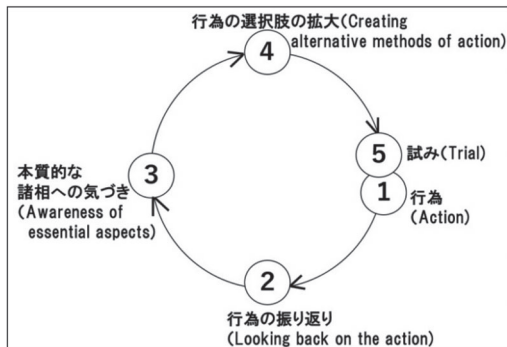 行為の選択肢の拡大(Creating
alternative methods of action)
4
5
試み(Trial)
1
行為
(Action)
本質的な
諸相への気づき
(Awareness of
essential aspects)
3
2
行為の振り返り
(Looking back on the action)